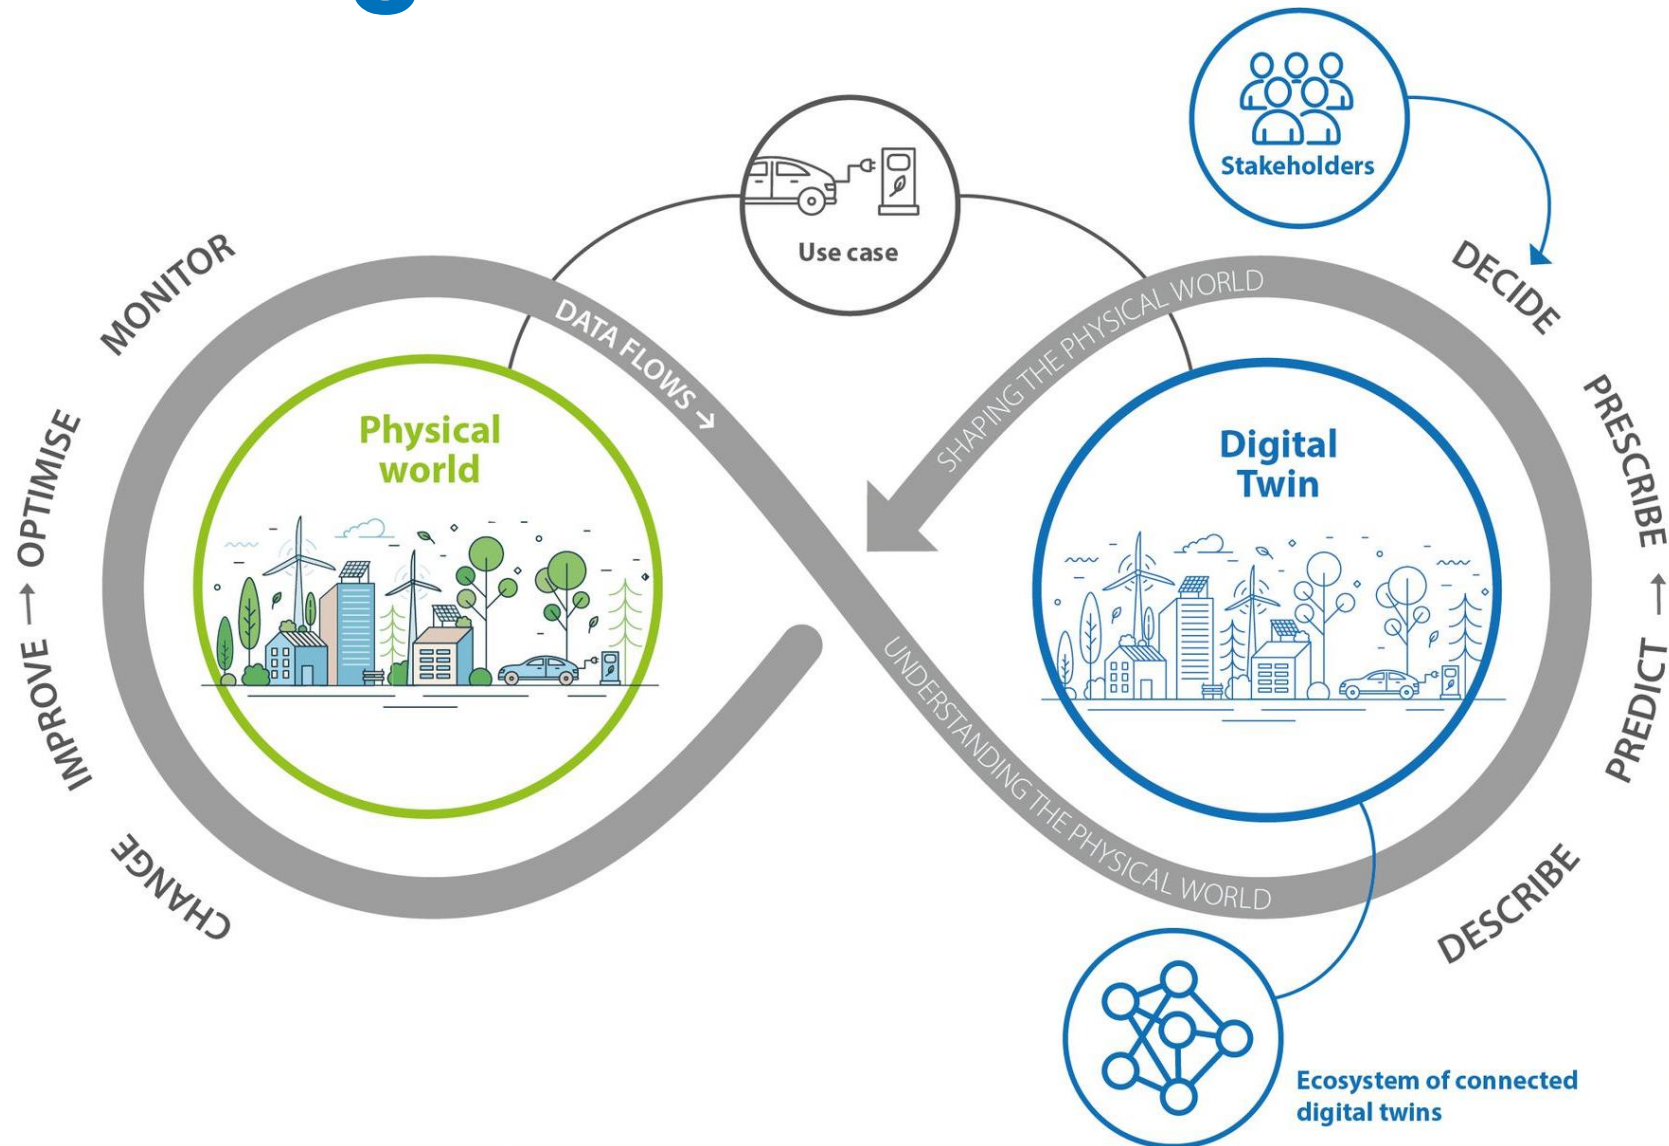 Stakeholders
Use case
MONITOR
DATA FLOWS →
SHAPING THE PHYSICAL WORLD
DECIDE
Physical
world
Digital
Twin
PRESCRIBE
OPTIMISE
↑
→
IMPROVE
PREDICT
UNDERSTANDING THE PHYSICAL WORLD
CHANGE
DESCRIBE
Ecosystem of connected
digital twins